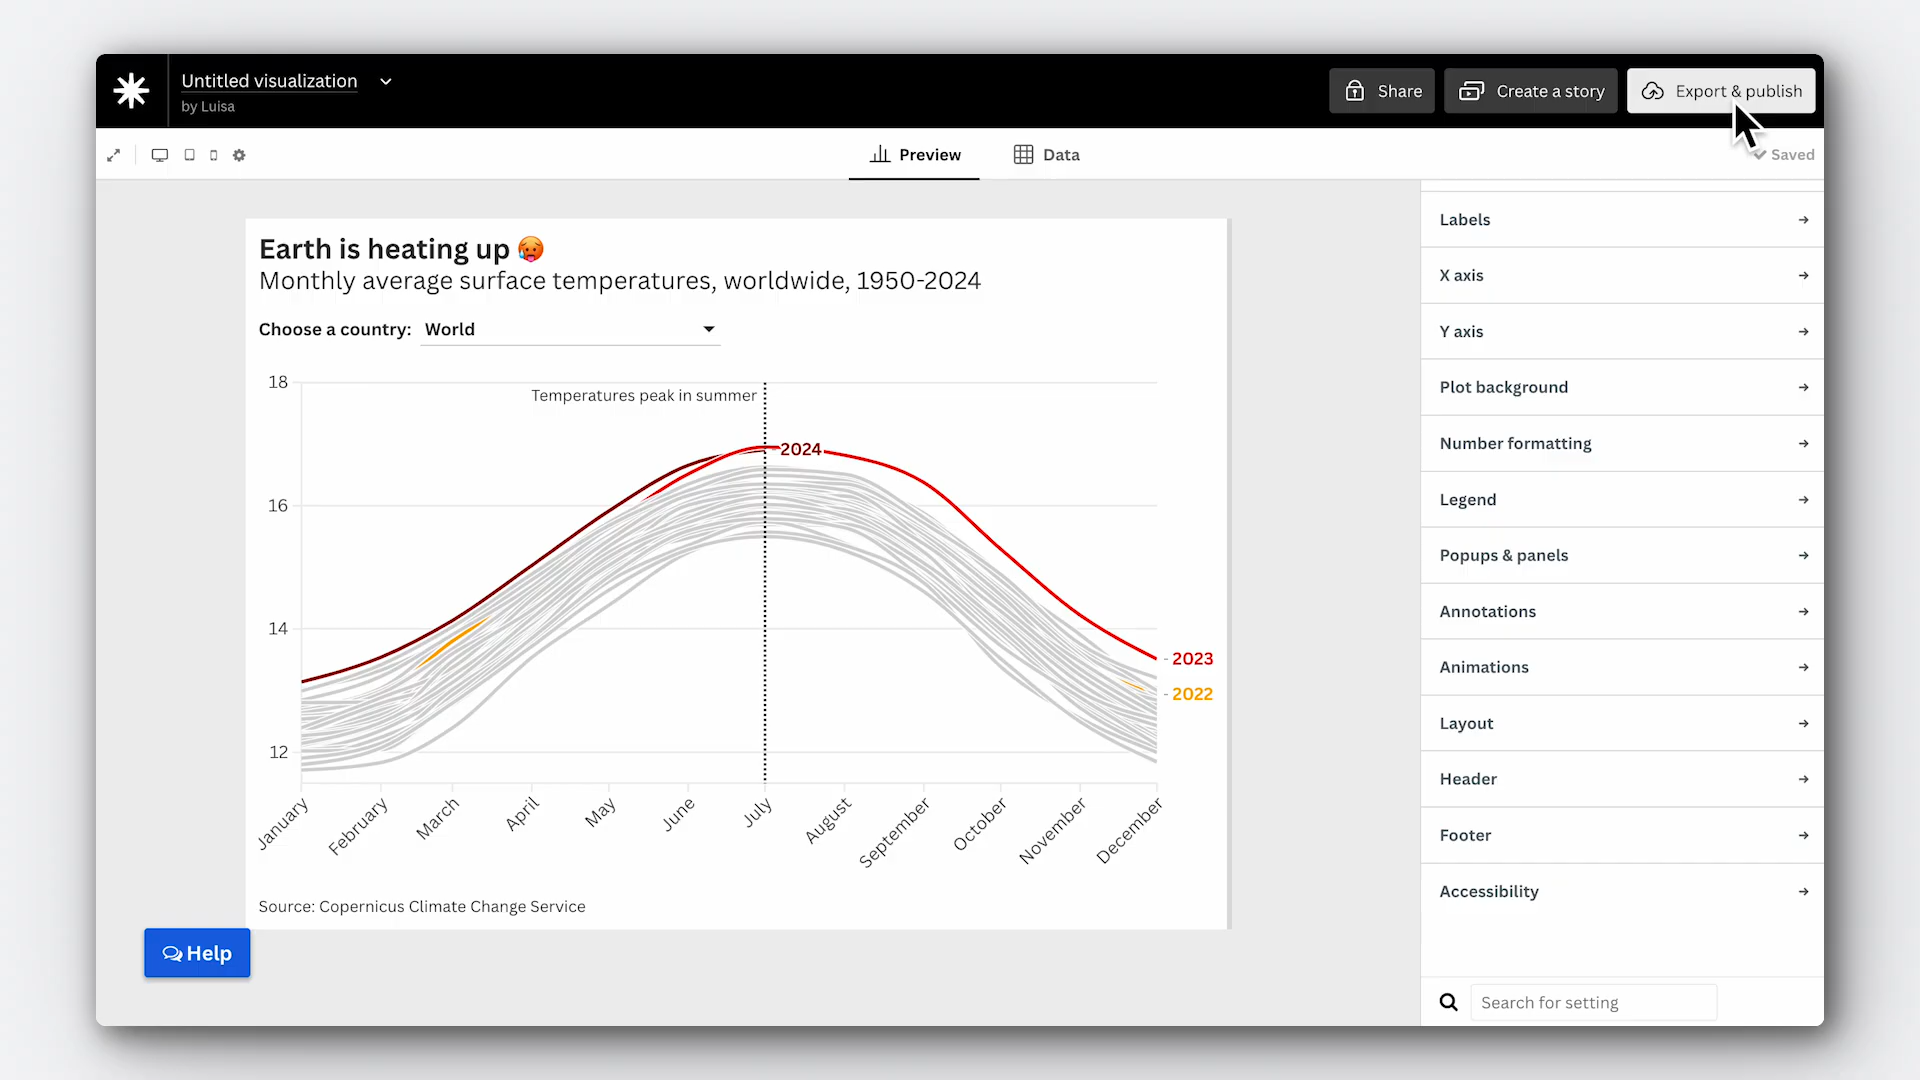 Untitled visualization
by Luisa
Share
Create a story
Export & publish
Preview
Data
Saved
Earth is heating up 🥵
Monthly average surface temperatures, worldwide, 1950-2024
Choose a country: World
18
16
14
12
Temperatures peak in summer
2024
2023
2022
January
February
March
April
May
June
July
August
September
October
November
December
Source: Copernicus Climate Change Service
Help
Labels
X axis
Y axis
Plot background
Number formatting
Legend
Popups & panels
Annotations
Animations
Layout
Header
Footer
Accessibility
Search for setting